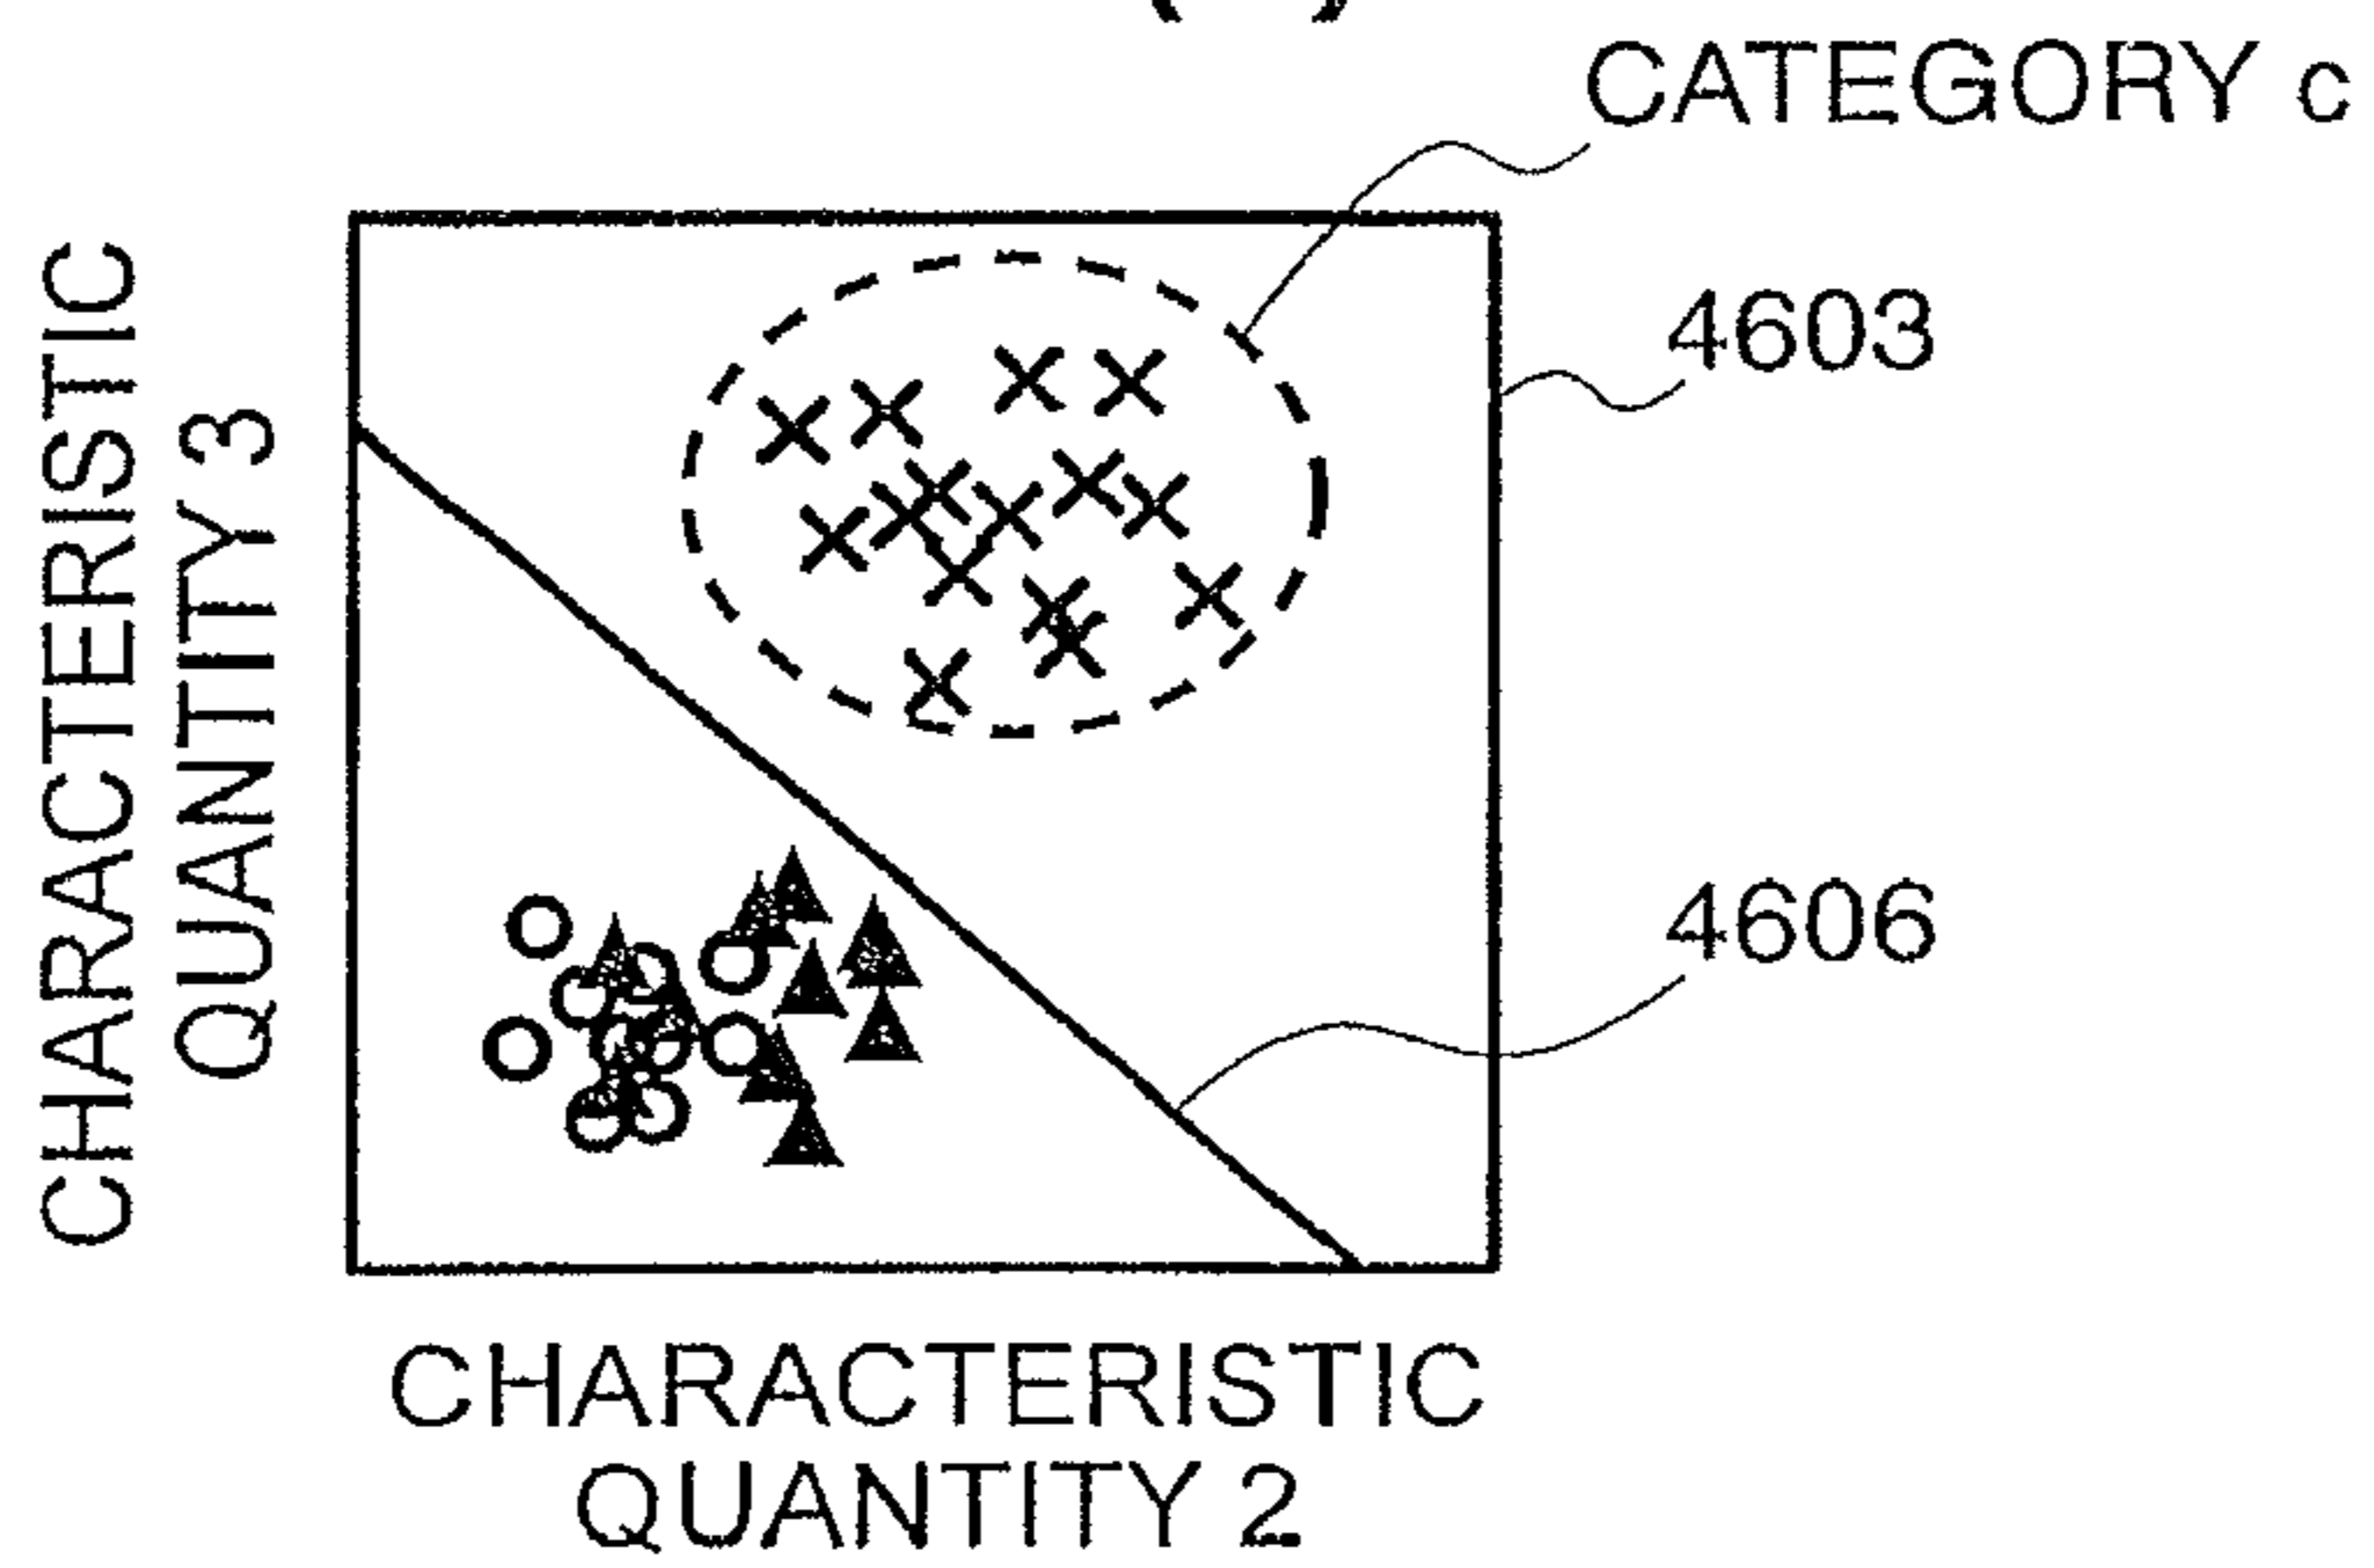 CATEGORY c
4603
4606
CHARACTERISTIC
QUANTITY 3
CHARACTERISTIC
QUANTITY 2